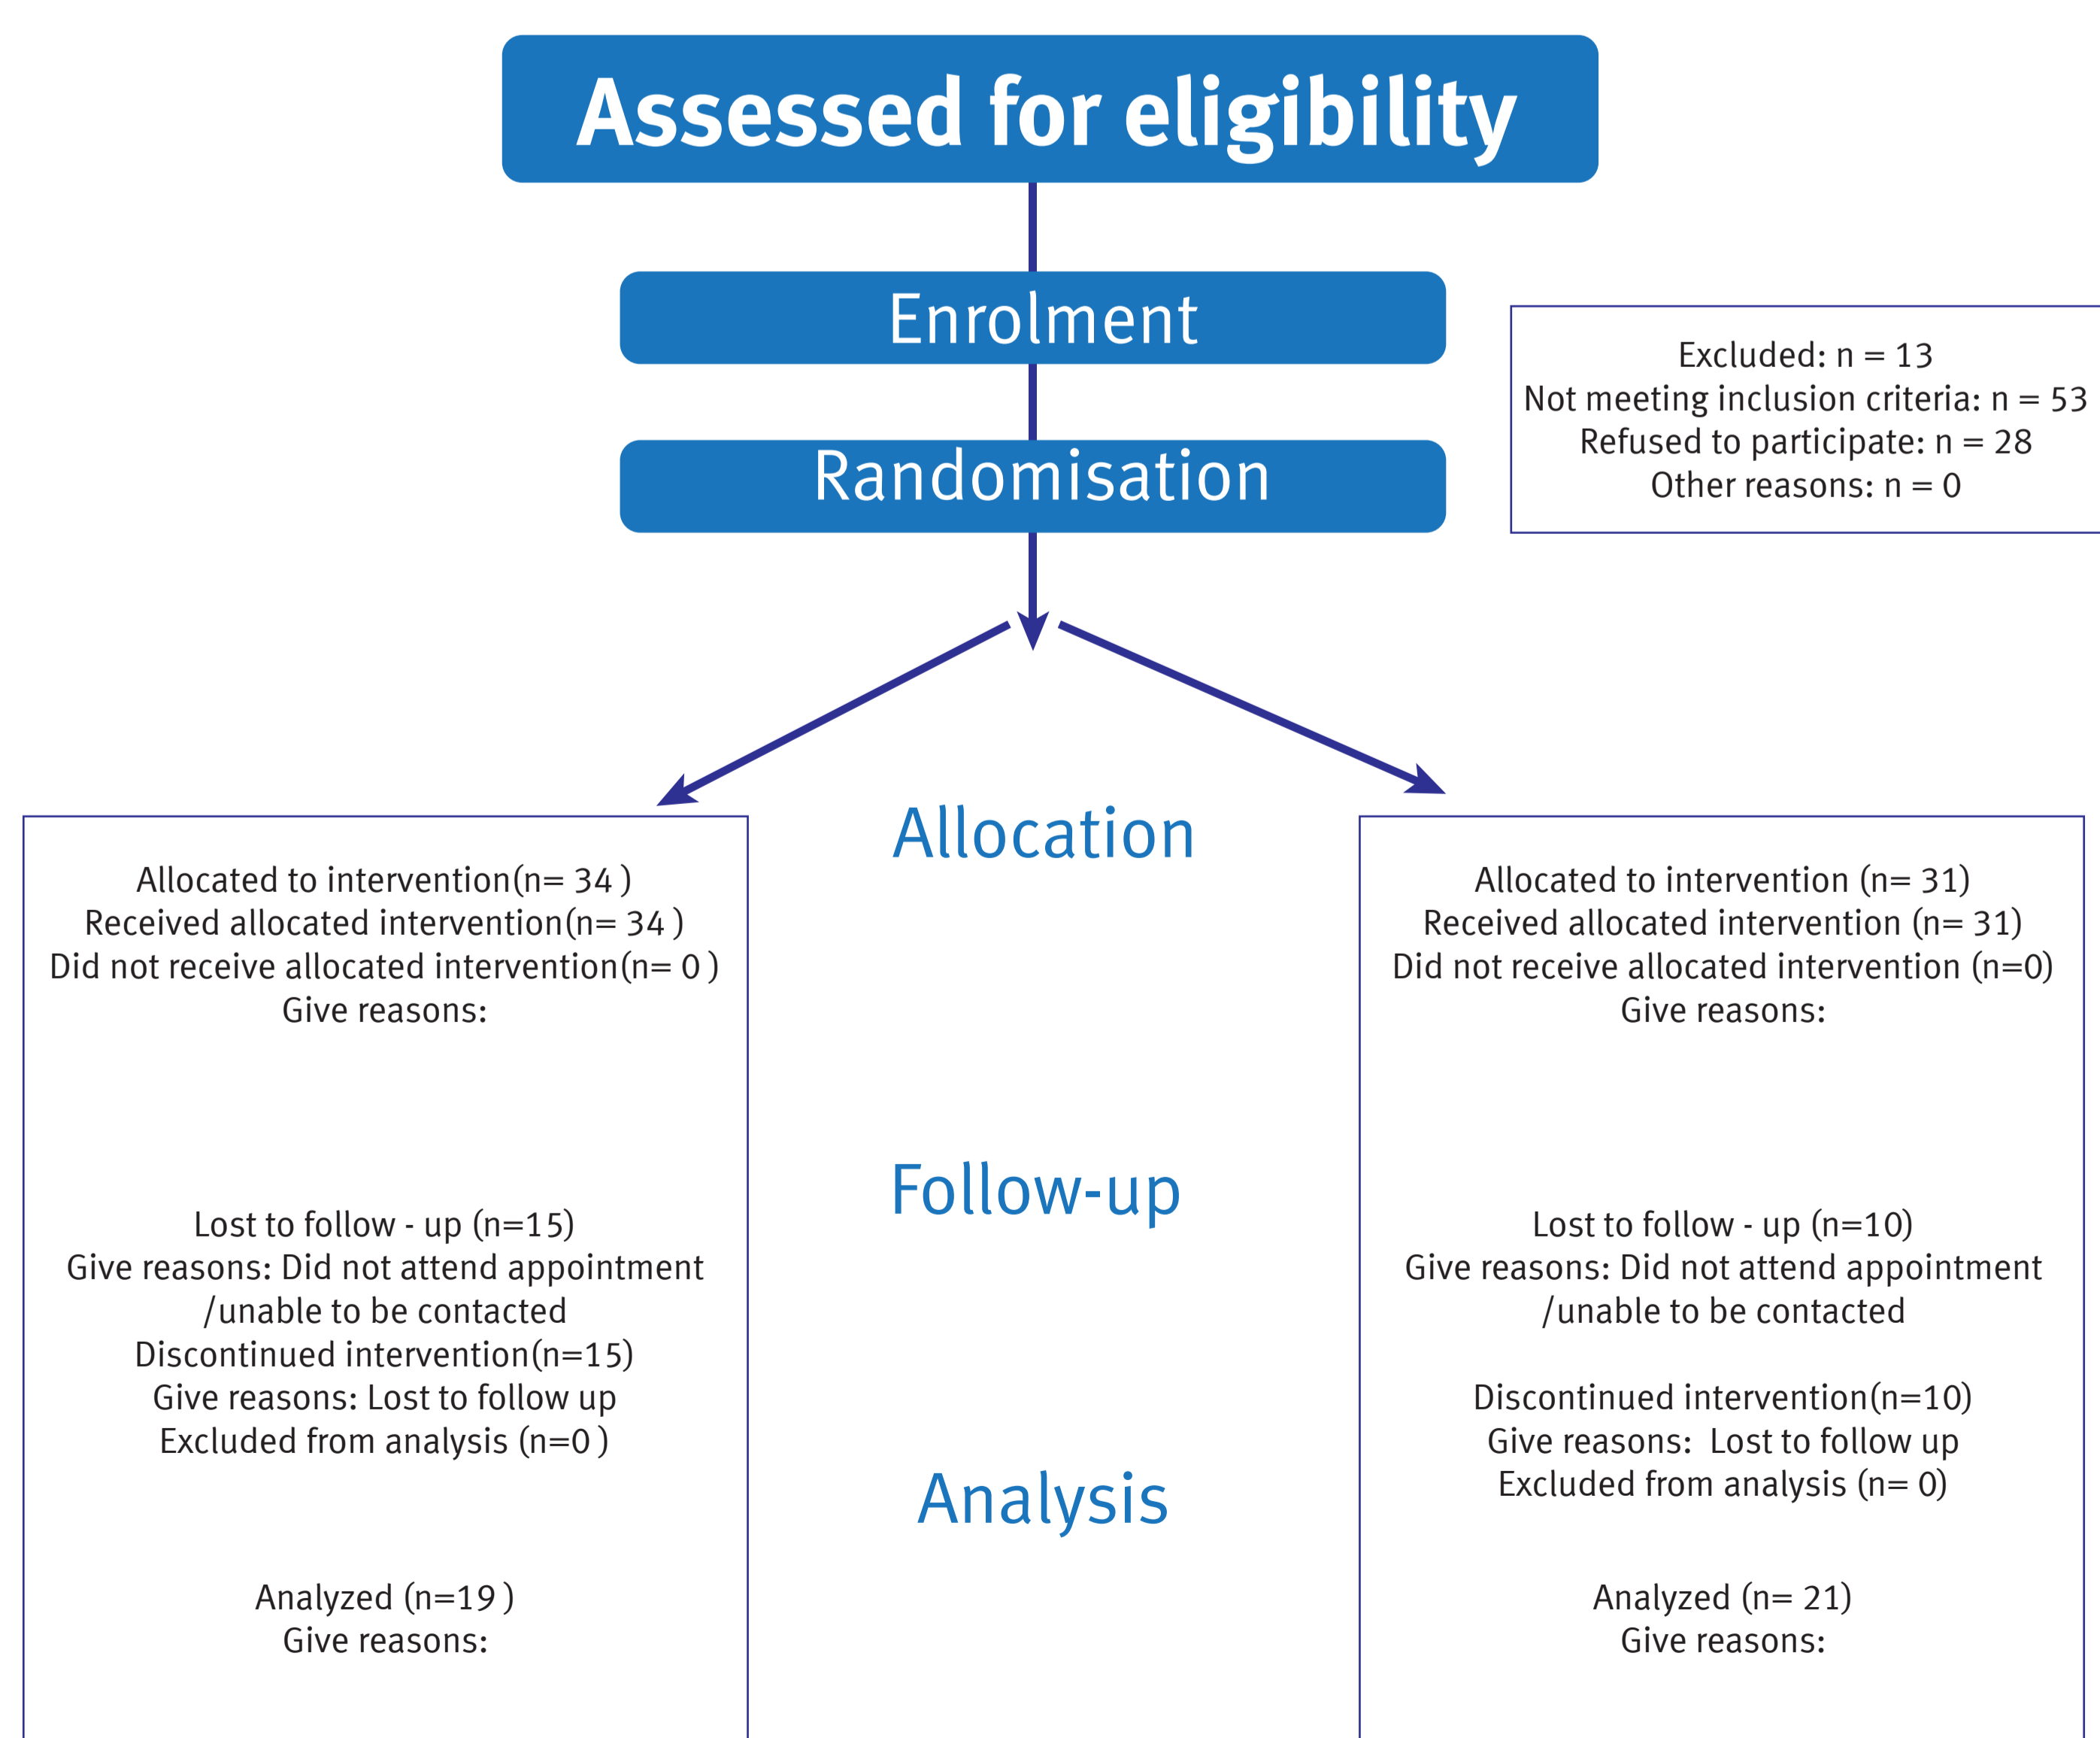 Assessed for eligibility
Enrolment
Excluded: n = 13
Not meeting inclusion criteria: n = 53
Refused to participate: n = 28
Other reasons: n = 0
Randomisation
Allocation
Allocated to intervention(n= 34 )
Received allocated intervention(n= 34 )
Did not receive allocated intervention(n= 0 )
Give reasons:
Allocated to intervention (n= 31)
Received allocated intervention (n= 31)
Did not receive allocated intervention (n=0)
Give reasons:
Follow-up
Lost to follow - up (n=15)
Give reasons: Did not attend appointment
/unable to be contacted
Discontinued intervention(n=15)
Give reasons: Lost to follow up
Excluded from analysis (n=0 )
Lost to follow - up (n=10)
Give reasons: Did not attend appointment
/unable to be contacted
Discontinued intervention(n=10)
Give reasons:  Lost to follow up
Excluded from analysis (n= 0)
Analysis
Analyzed (n=19 )
Give reasons:
Analyzed (n= 21)
Give reasons: